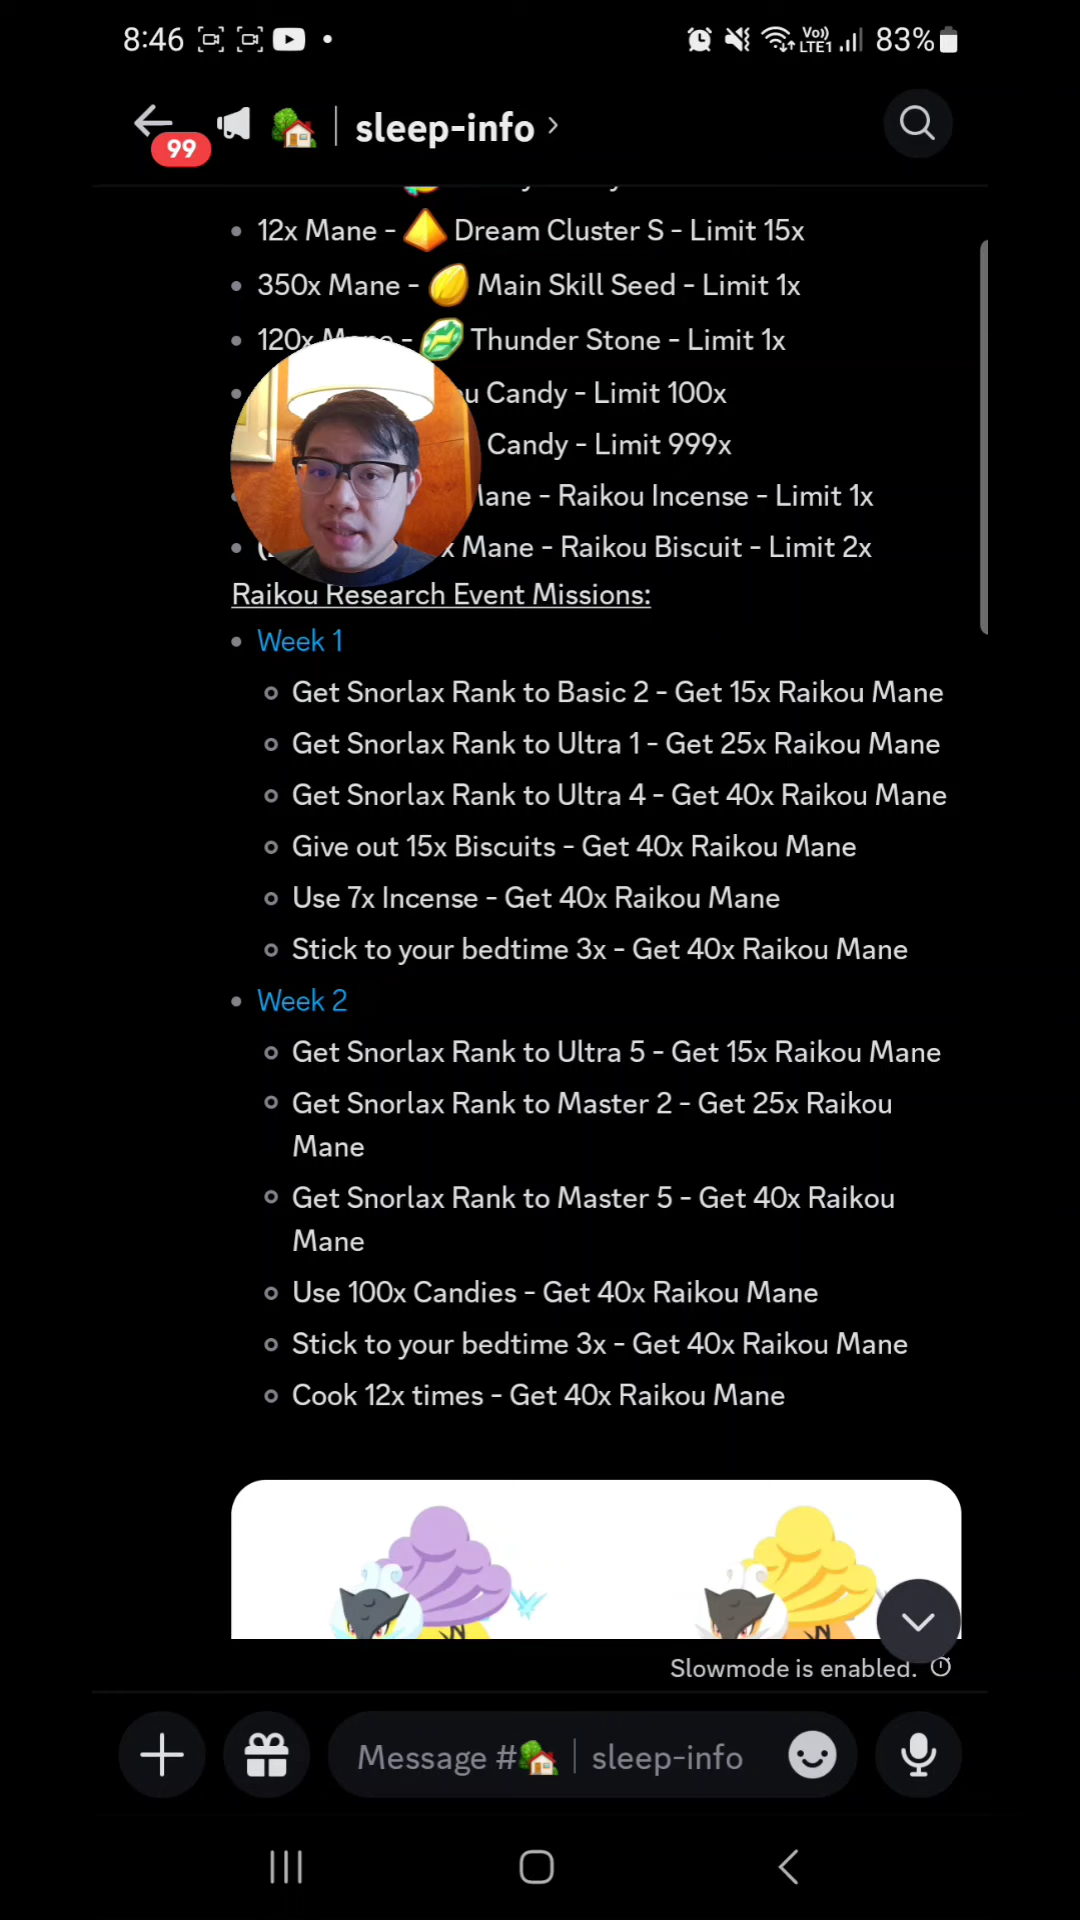 8:46
Vo)) LTE1 83%
99 | sleep-info
12x Mane - Dream Cluster S - Limit 15x
350x Mane - Main Skill Seed - Limit 1x
120x Mane - Thunder Stone - Limit 1x
Candy - Limit 100x
Candy - Limit 999x
Mane - Raikou Incense - Limit 1x
x Mane - Raikou Biscuit - Limit 2x
Raikou Research Event Missions:
Week 1
Get Snorlax Rank to Basic 2 - Get 15x Raikou Mane
Get Snorlax Rank to Ultra 1 - Get 25x Raikou Mane
Get Snorlax Rank to Ultra 4 - Get 40x Raikou Mane
Give out 15x Biscuits - Get 40x Raikou Mane
Use 7x Incense - Get 40x Raikou Mane
Stick to your bedtime 3x - Get 40x Raikou Mane
Week 2
Get Snorlax Rank to Ultra 5 - Get 15x Raikou Mane
Get Snorlax Rank to Master 2 - Get 25x Raikou
Mane
Get Snorlax Rank to Master 5 - Get 40x Raikou
Mane
Use 100x Candies - Get 40x Raikou Mane
Stick to your bedtime 3x - Get 40x Raikou Mane
Cook 12x times - Get 40x Raikou Mane
Slowmode is enabled.
Message # | sleep-info